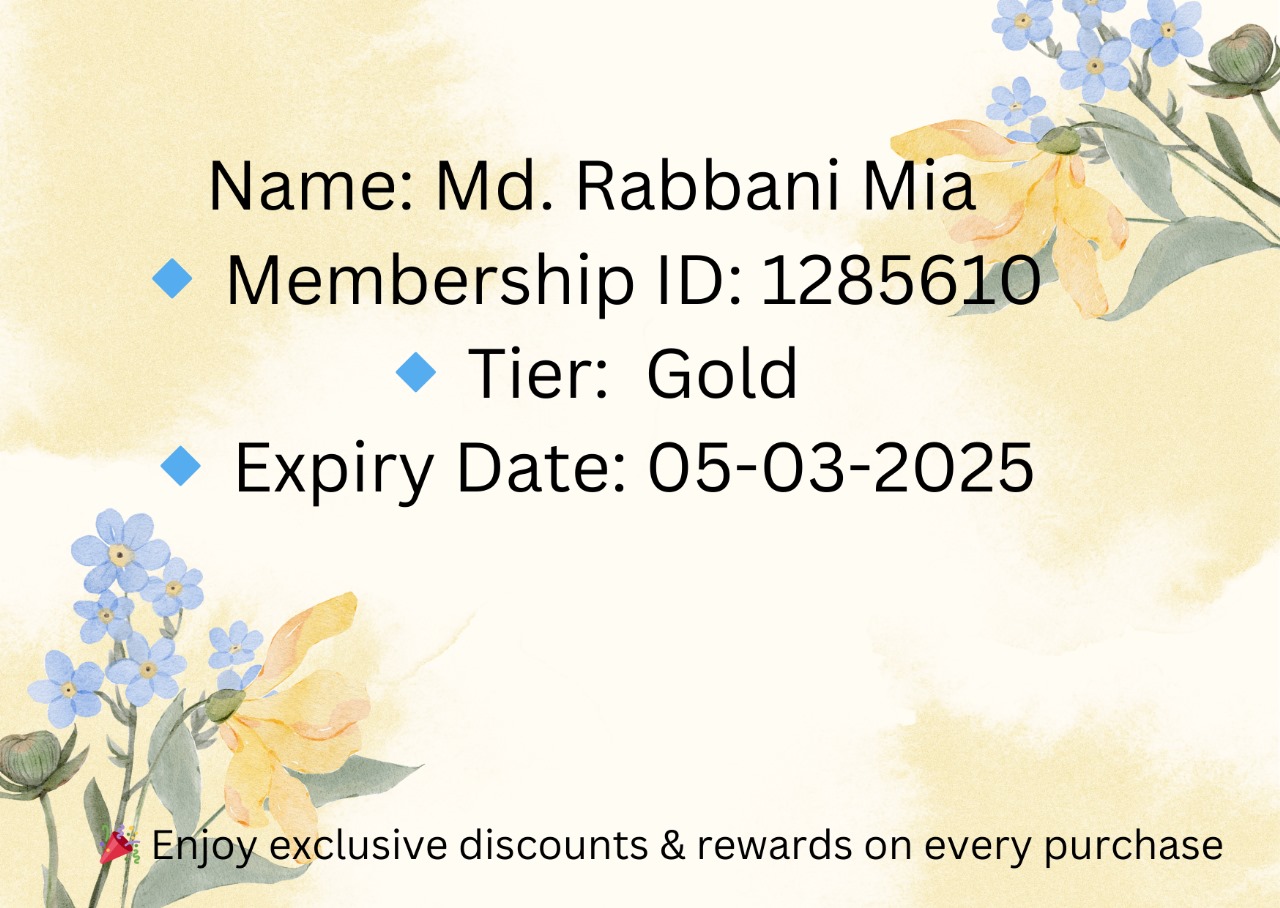 Name: Md. Rabbani Mia
🔹 Membership ID: 1285610
🔹 Tier:  Gold
🔹 Expiry Date: 05-03-2025
🎉 Enjoy exclusive discounts & rewards on every purchase